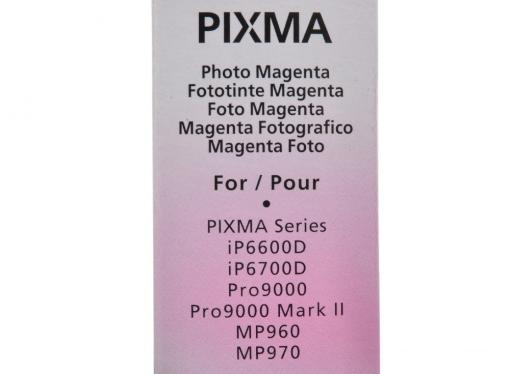 PIXMA
Photo Magenta
Fototinte Magenta
Foto Magenta
Magenta Fotografico
Magenta Foto
For / Pour
•
PIXMA Series
iP6600D
iP6700D
Pro9000
Pro9000 Mark II
MP960
MP970